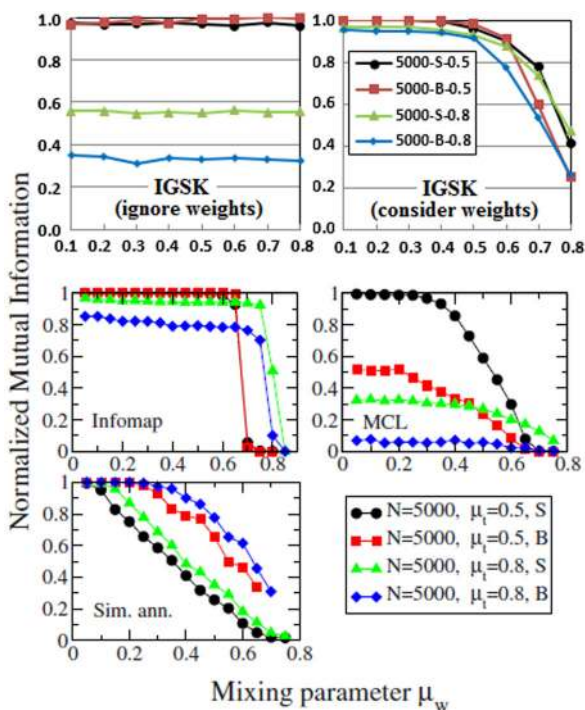 Normalized Mutual Information
1.0
0.8
0.6
0.4
0.2
0.0
IGSK
(ignore weights)
0.1 0.2 0.3 0.4 0.5 0.6 0.7 0.8
1.0
0.8
0.6
0.4
0.2
0.0
5000-S-0.5
5000-B-0.5
5000-S-0.8
5000-B-0.8
IGSK
(consider weights)
0.1 0.2 0.3 0.4 0.5 0.6 0.7 0.8
1
0.8
0.6
0.4
0.2
0
Infomap
0 0.2 0.4 0.6 0.8
1
0.8
0.6
0.4
0.2
0
MCL
0 0.2 0.4 0.6 0.8
1
0.8
0.6
0.4
0.2
0
Sim. ann.
0 0.2 0.4 0.6 0.8
N=5000, μt=0.5, S
N=5000, μt=0.5, B
N=5000, μt=0.8, S
N=5000, μt=0.8, B
Mixing parameter μw